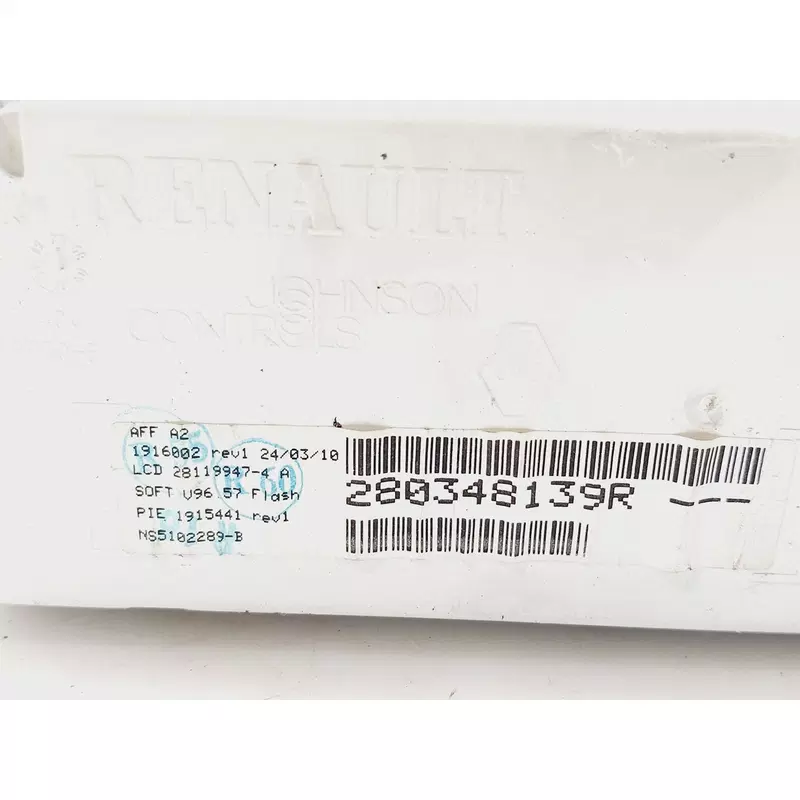 RENAULT
JOHNSON
CONTROLS
AFF A2
1916002 rev1 24/03/10
LCD 28119947-4 A
SOFT V96 57 Flash
PIE 1915441 rev1
NS5102289-B
280348139R ---
R 60